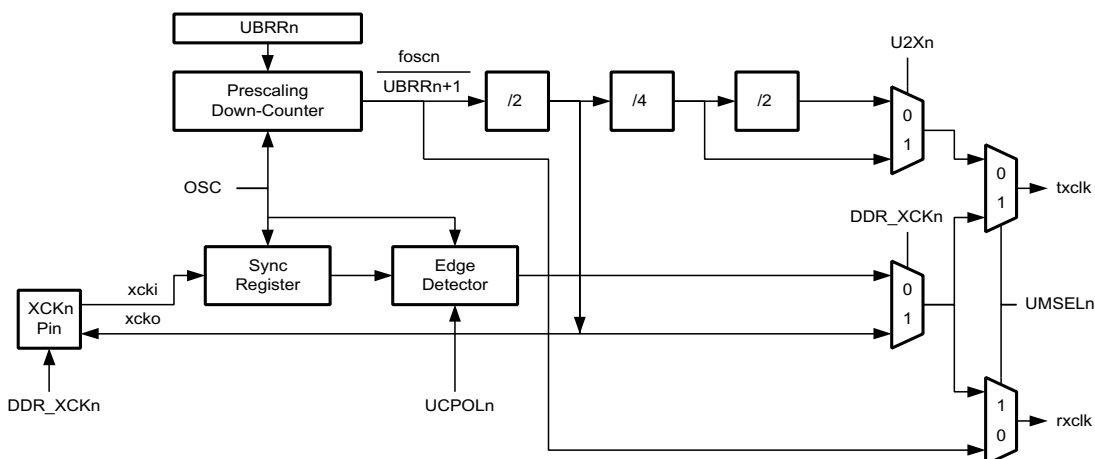 UBRRn
foscn
UBRRn+1
U2Xn
Prescaling
Down-Counter
/2
/4
/2
0
1
OSC
0
1
txclk
DDR_XCKn
Sync
Register
Edge
Detector
xcki
0
1
XCKn
Pin
xcko
UMSELn
DDR_XCKn
UCPOLn
1
0
rxclk